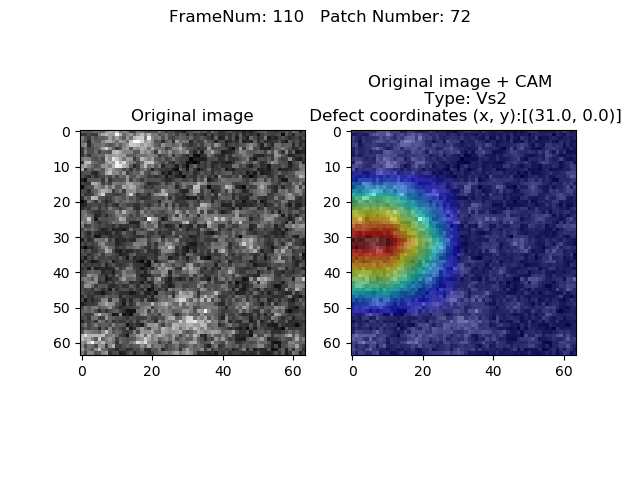 FrameNum: 110   Patch Number: 72
Original image
0
10
20
30
40
50
60
0 20 40 60
Original image + CAM
Type: Vs2
Defect coordinates (x, y):[(31.0, 0.0)]
0
10
20
30
40
50
60
0 20 40 60